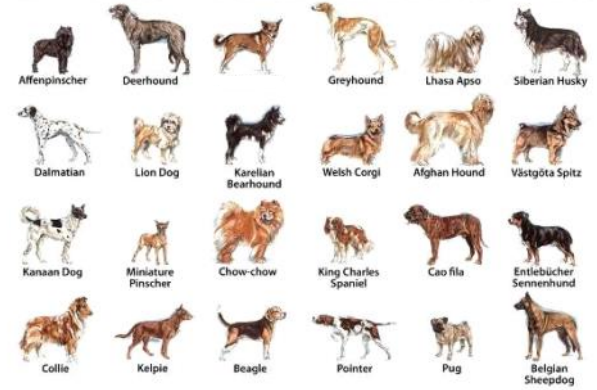 Affenpinscher
Deerhound
Greyhound
Lhasa Apso
Siberian Husky
Dalmatian
Lion Dog
Karelian
Bearhound
Welsh Corgi
Afghan Hound
Västgöta Spitz
Kanaan Dog
Miniature
Pinscher
Chow-chow
King Charles
Spaniel
Cao fila
Entlebücher
Sennenhund
Collie
Kelpie
Beagle
Pointer
Pug
Belgian
Sheepdog